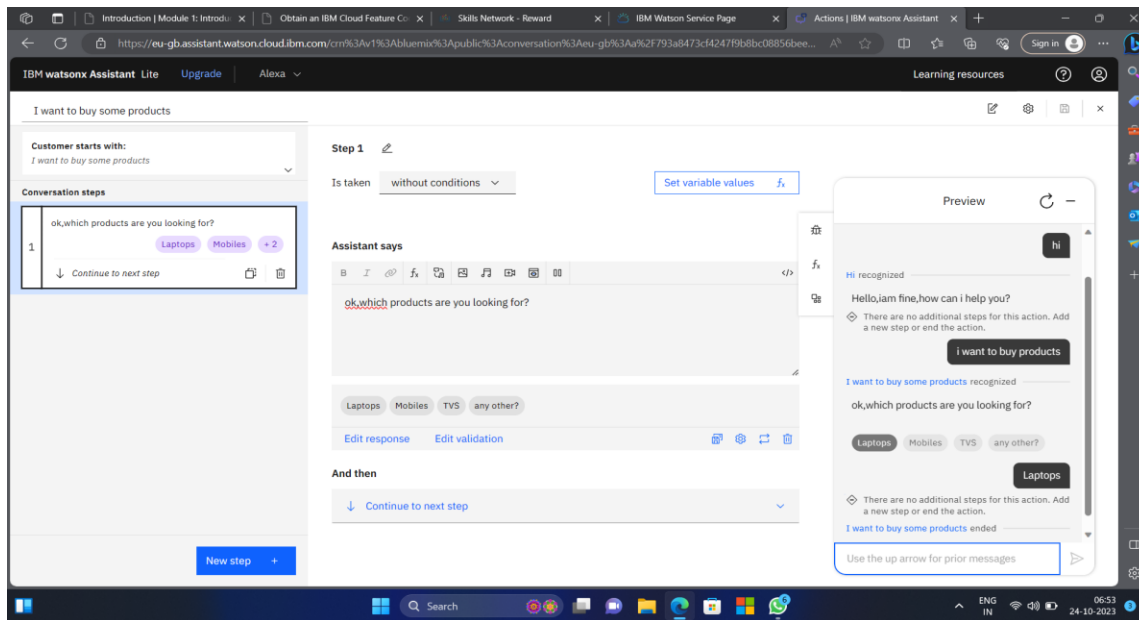 Introduction | Module 1: Introdu
Obtain an IBM Cloud Feature Co
Skills Network - Reward
IBM Watson Service Page
Actions | IBM watsonx Assistant
https://eu-gb.assistant.watson.cloud.ibm.com/crn%3Av1%3Abluemix%3Apublic%3Aconversation%3Aeu-gb%3Aa%2F793a8473cf4247f9b8bc08856bee...
Sign in
IBM watsonx Assistant Lite
Upgrade
Alexa
Learning resources
I want to buy some products
Customer starts with:
I want to buy some products
Conversation steps
1
ok,which products are you looking for?
Laptops Mobiles + 2
Continue to next step
New step +
Step 1
Is taken without conditions
Set variable values fx
Assistant says
B I fx </>
ok,which products are you looking for?
Laptops Mobiles TVS any other?
Edit response Edit validation
And then
Continue to next step
fx
Preview
hi
Hi recognized
Hello,iam fine,how can i help you?
There are no additional steps for this action. Add
a new step or end the action.
i want to buy products
I want to buy some products recognized
ok,which products are you looking for?
Laptops Mobiles TVS any other?
Laptops
There are no additional steps for this action. Add
a new step or end the action.
I want to buy some products ended
Use the up arrow for prior messages
Search
ENG
IN
06:53
24-10-2023